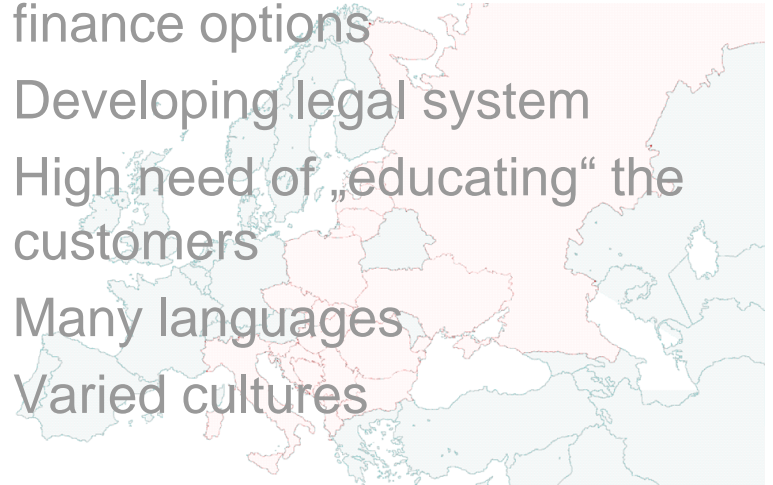 finance options
Developing legal system
High need of „educating“ the
customers
Many languages
Varied cultures